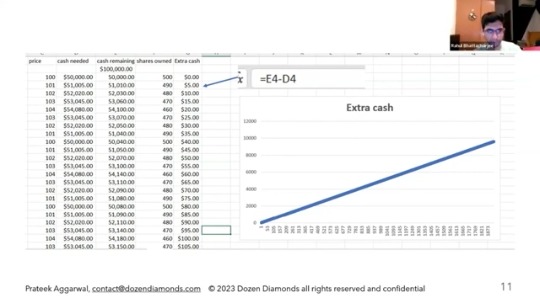 Rahul Bhattacharjee
price cash needed cash remaining shares owned Extra cash
$100,000.00
100 $50,000.00 50,000.00 500 $0.00
101 $51,005.00 51,010.00 490 $5.00
102 $52,020.00 52,030.00 480 $10.00
103 $53,045.00 53,060.00 470 $15.00
104 $54,080.00 54,100.00 460 $20.00
103 $53,045.00 53,070.00 470 $25.00
102 $52,020.00 52,050.00 480 $30.00
101 $51,005.00 51,040.00 490 $35.00
100 $50,000.00 50,040.00 500 $40.00
101 $51,005.00 51,050.00 490 $45.00
102 $52,020.00 52,070.00 480 $50.00
103 $53,045.00 53,100.00 470 $55.00
104 $54,080.00 54,140.00 460 $60.00
103 $53,045.00 53,110.00 470 $65.00
102 $52,020.00 52,090.00 480 $70.00
101 $51,005.00 51,080.00 490 $75.00
100 $50,000.00 50,080.00 500 $80.00
101 $51,005.00 51,090.00 490 $85.00
102 $52,020.00 52,110.00 480 $90.00
103 $53,045.00 53,140.00 470 $95.00
104 $54,080.00 54,180.00 460 $100.00
103 $53,045.00 53,150.00 470 $105.00
=E4-D4
Extra cash
12000
10000
8000
6000
4000
2000
0
Prateek Aggarwal, contact@dozendiamonds.com © 2023 Dozen Diamonds all rights reserved and confidential
11